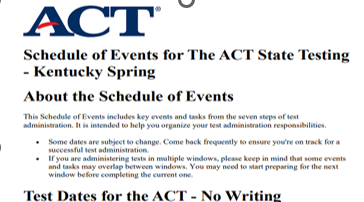 ACT®
Schedule of Events for The ACT State Testing
- Kentucky Spring
About the Schedule of Events
This Schedule of Events includes key events and tasks from the seven steps of test
administration. It is intended to help you organize your test administration responsibilities.
• Some dates are subject to change. Come back frequently to ensure you're on track for a
successful test administration.
• If you are administering tests in multiple windows, please keep in mind that some events
and tasks may overlap between windows. You may need to start preparing for the next
window before completing the current one.
Test Dates for the ACT - No Writing